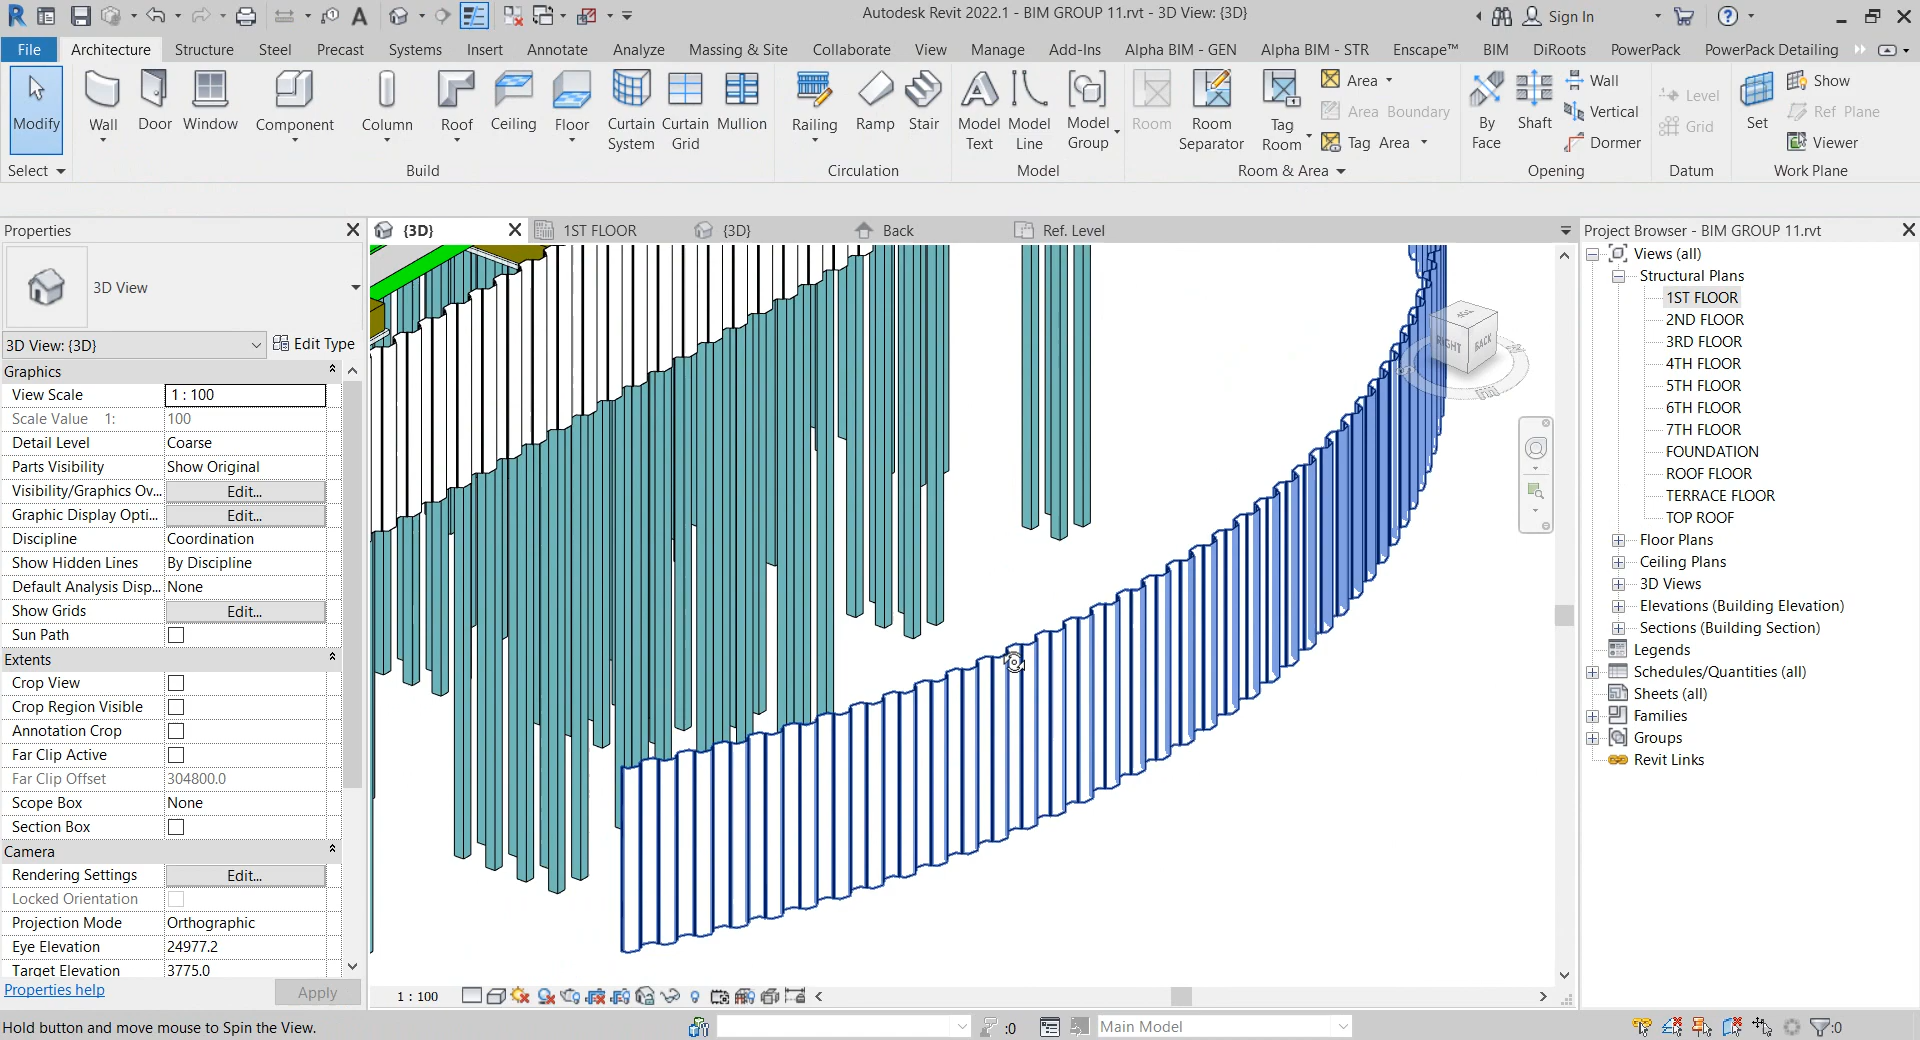 Autodesk Revit 2022.1 - BIM GROUP 11.rvt - 3D View: {3D}
Sign In
File Architecture Structure Steel Precast Systems Insert Annotate Analyze Massing & Site Collaborate View Manage Add-Ins Alpha BIM - GEN Alpha BIM - STR Enscape™ BIM DiRoots PowerPack PowerPack Detailing
Modify Wall Door Window Component Column Roof Ceiling Floor Curtain System Curtain Grid Mullion Railing Ramp Stair Model Text Model Line Model Group Room Room Separator Tag Room
Area
Area Boundary
Tag Area
By Face Shaft
Wall
Vertical
Dormer
Level
Grid
Set
Show
Ref Plane
Viewer
Select Build Circulation Model Room & Area Opening Datum Work Plane
Properties
3D View
3D View: {3D} Edit Type
Graphics
View Scale 1 : 100
Scale Value 1: 100
Detail Level Coarse
Parts Visibility Show Original
Visibility/Graphics Ov... Edit...
Graphic Display Opti... Edit...
Discipline Coordination
Show Hidden Lines By Discipline
Default Analysis Disp... None
Show Grids Edit...
Sun Path
Extents
Crop View
Crop Region Visible
Annotation Crop
Far Clip Active
Far Clip Offset 304800.0
Scope Box None
Section Box
Camera
Rendering Settings Edit...
Locked Orientation
Projection Mode Orthographic
Eye Elevation 24977.2
Target Elevation 3775.0
Properties help Apply
{3D} 1ST FLOOR {3D} Back Ref. Level
RIGHT BACK
1 : 100
Project Browser - BIM GROUP 11.rvt
Views (all)
Structural Plans
1ST FLOOR
2ND FLOOR
3RD FLOOR
4TH FLOOR
5TH FLOOR
6TH FLOOR
7TH FLOOR
FOUNDATION
ROOF FLOOR
TERRACE FLOOR
TOP ROOF
Floor Plans
Ceiling Plans
3D Views
Elevations (Building Elevation)
Sections (Building Section)
Legends
Schedules/Quantities (all)
Sheets (all)
Families
Groups
Revit Links
Hold button and move mouse to Spin the View.
:0
Main Model
:0